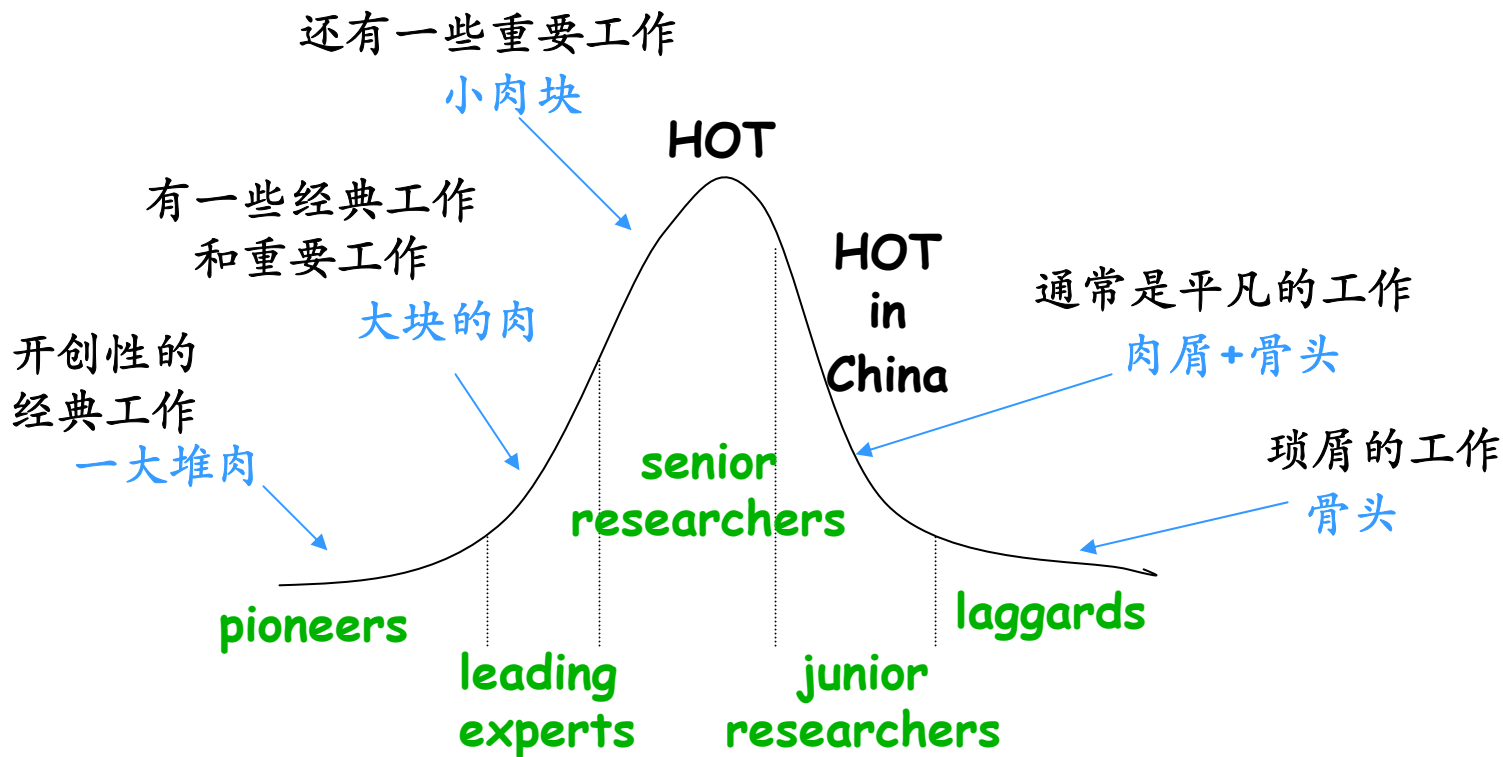 还有一些重要工作
小肉块
HOT
有一些经典工作
和重要工作
大块的肉
HOT
in
China
通常是平凡的工作
肉屑+骨头
开创性的
经典工作
一大堆肉
琐屑的工作
骨头
senior
researchers
pioneers
laggards
leading
experts
junior
researchers